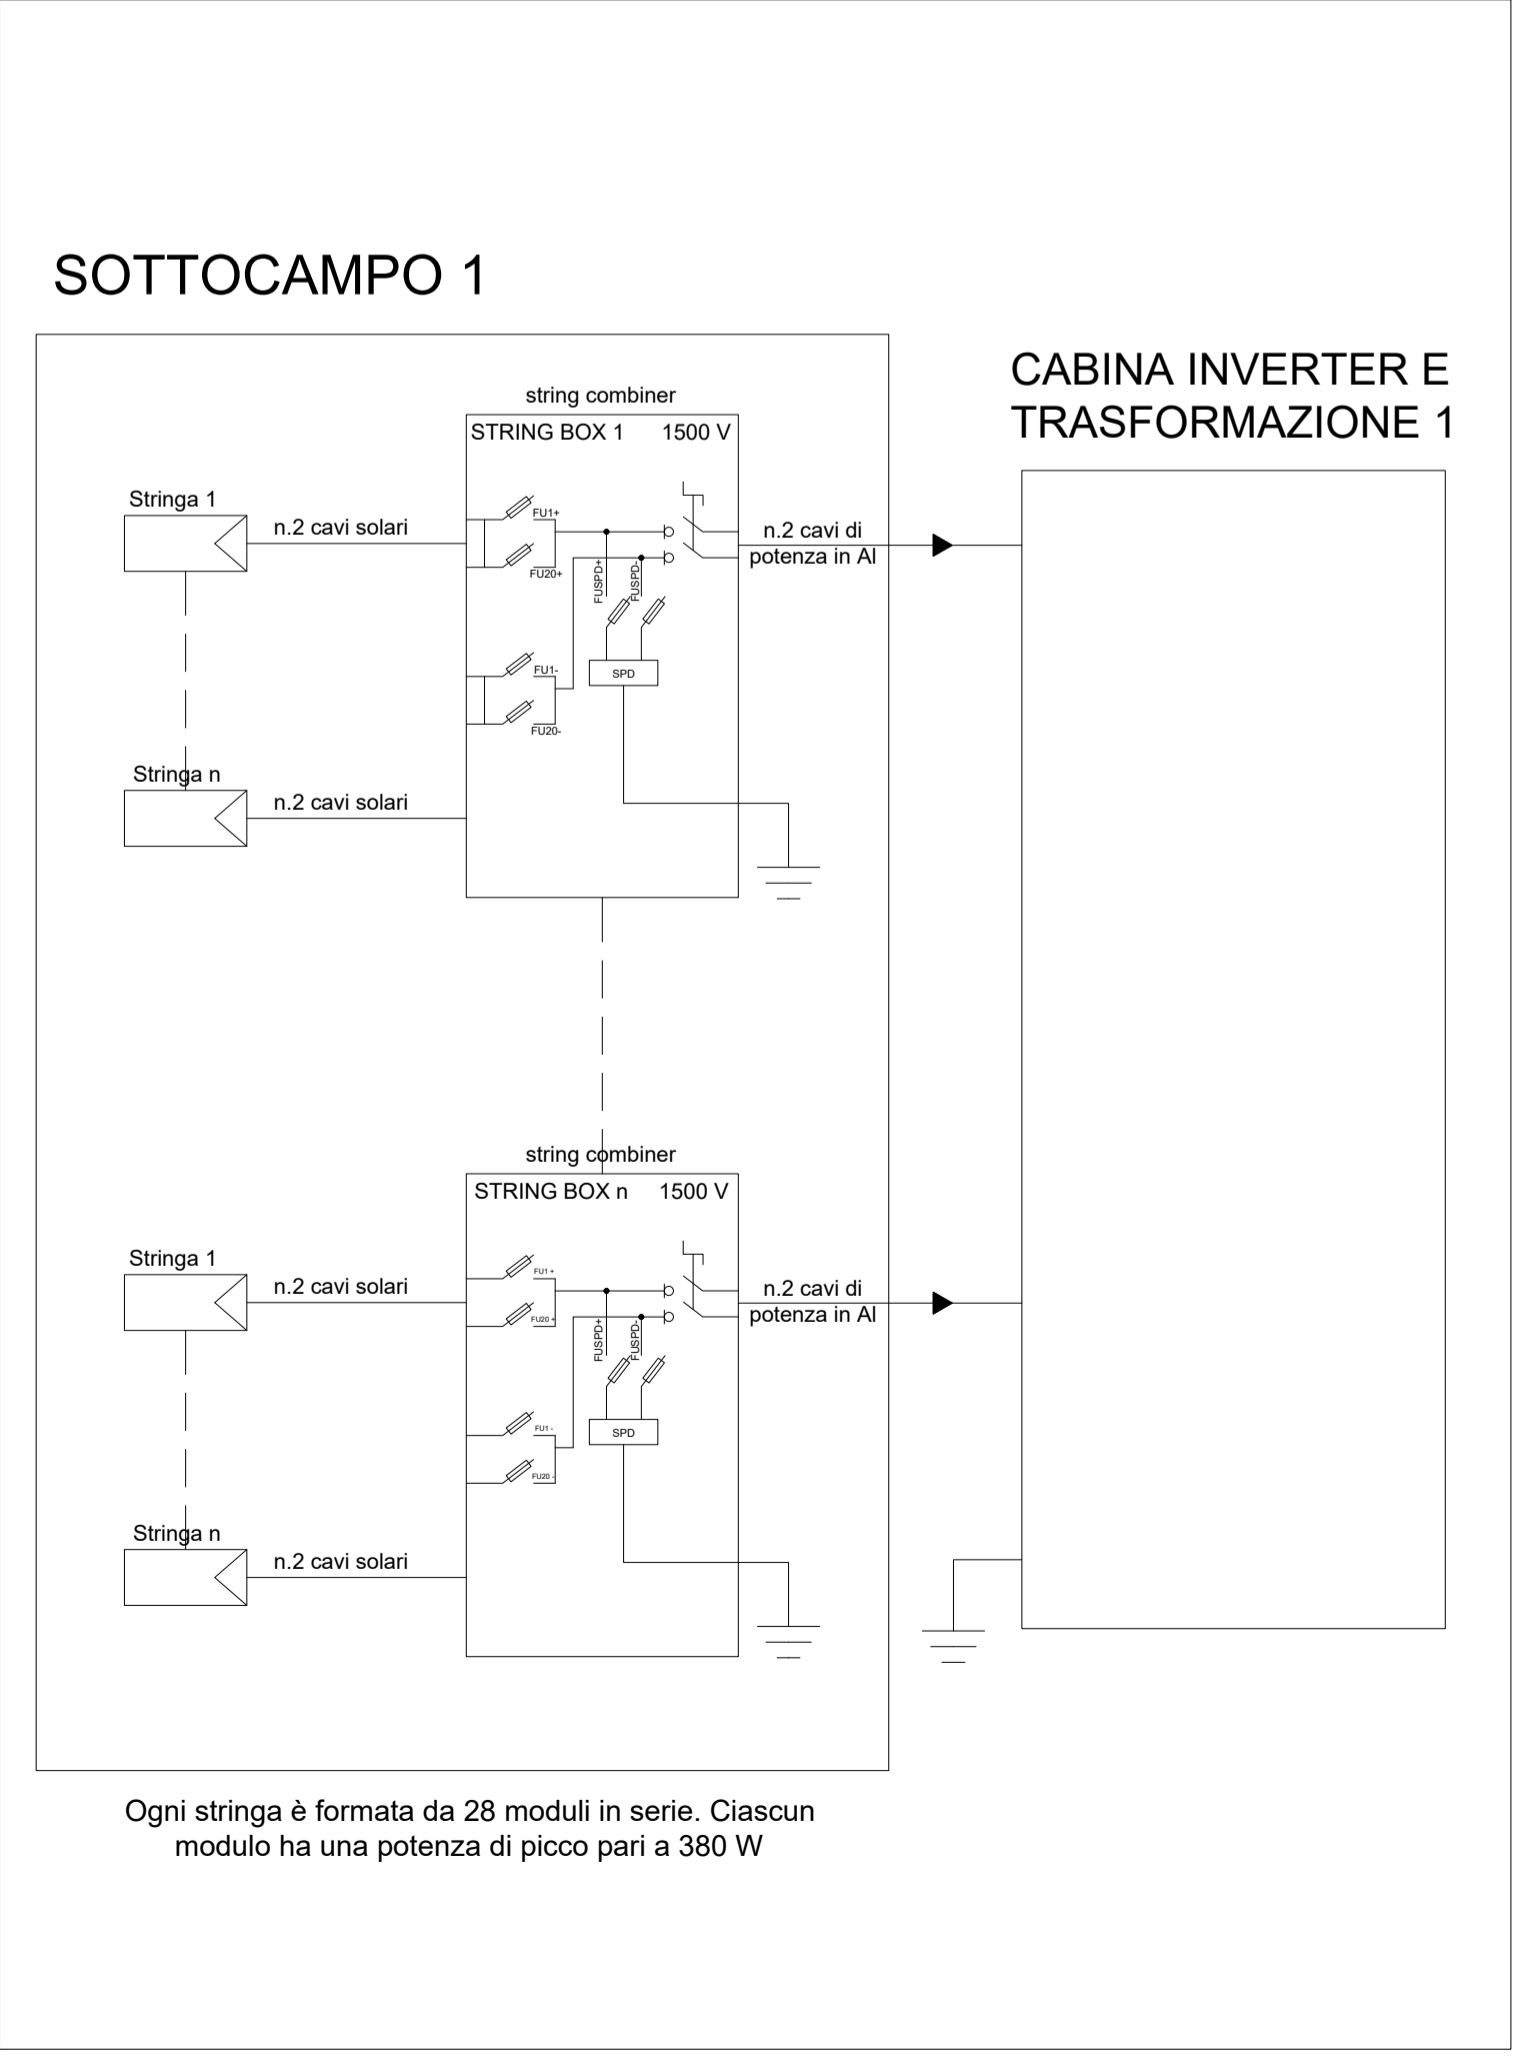 SOTTOCAMPO 1
CABINA INVERTER E
TRASFORMAZIONE 1
string combiner
STRING BOX 1 1500 V
Stringa 1
n.2 cavi solari
FU1+
FU20+
FUSPD+
FUSPD-
n.2 cavi di
potenza in Al
FU1-
SPD
FU20-
Stringa n
n.2 cavi solari
string combiner
STRING BOX n 1500 V
Stringa 1
n.2 cavi solari
FU1 +
FU20 +
FUSPD+
FUSPD-
n.2 cavi di
potenza in Al
FU1 -
SPD
FU20 -
Stringa n
n.2 cavi solari
Ogni stringa è formata da 28 moduli in serie. Ciascun
modulo ha una potenza di picco pari a 380 W